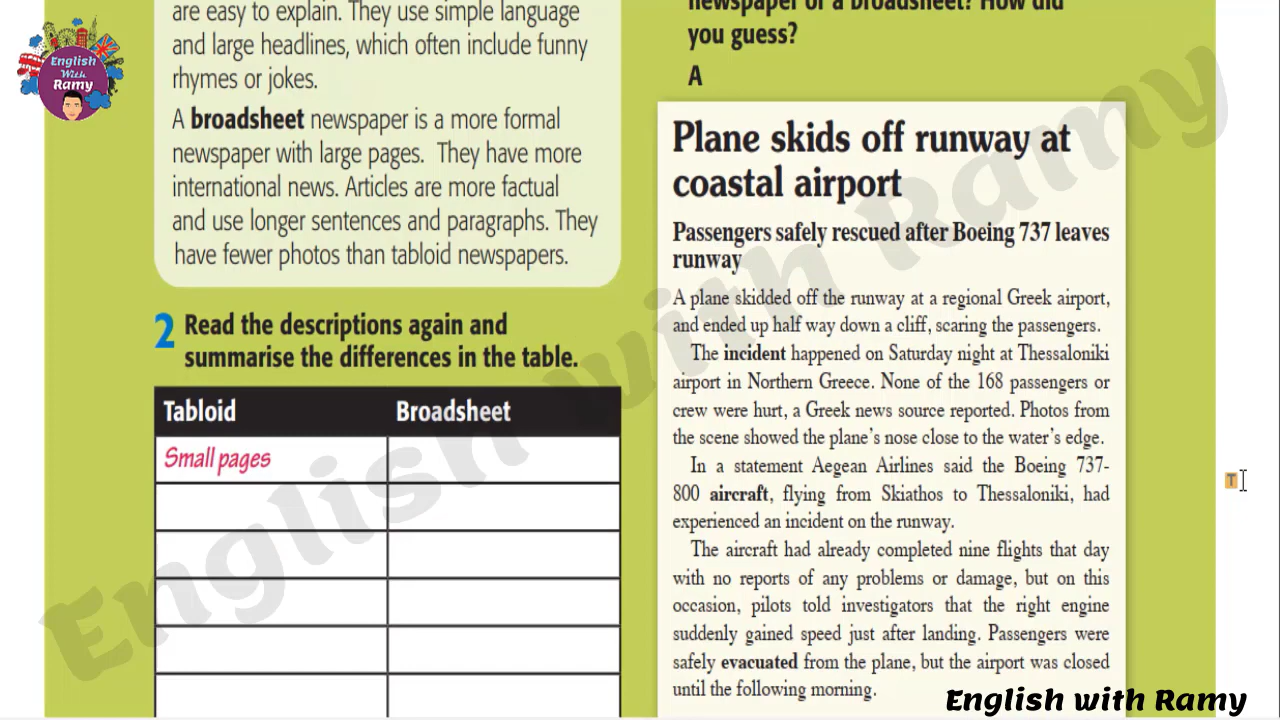 English
With
Ramy
are easy to explain. They use simple language
and large headlines, which often include funny
rhymes or jokes.
A broadsheet newspaper is a more formal
newspaper with large pages. They have more
international news. Articles are more factual
and use longer sentences and paragraphs. They
have fewer photos than tabloid newspapers.
2 Read the descriptions again and
summarise the differences in the table.
Tabloid Broadsheet
Small pages
newspaper or a broadsheet? How did
you guess?
A
Plane skids off runway at
coastal airport
Passengers safely rescued after Boeing 737 leaves
runway
A plane skidded off the runway at a regional Greek airport,
and ended up half way down a cliff, scaring the passengers.
The incident happened on Saturday night at Thessaloniki
airport in Northern Greece. None of the 168 passengers or
crew were hurt, a Greek news source reported. Photos from
the scene showed the plane's nose close to the water's edge.
In a statement Aegean Airlines said the Boeing 737-
800 aircraft, flying from Skiathos to Thessaloniki, had
experienced an incident on the runway.
The aircraft had already completed nine flights that day
with no reports of any problems or damage, but on this
occasion, pilots told investigators that the right engine
suddenly gained speed just after landing. Passengers were
safely evacuated from the plane, but the airport was closed
until the following morning.
English with Ramy
English with Ramy
T